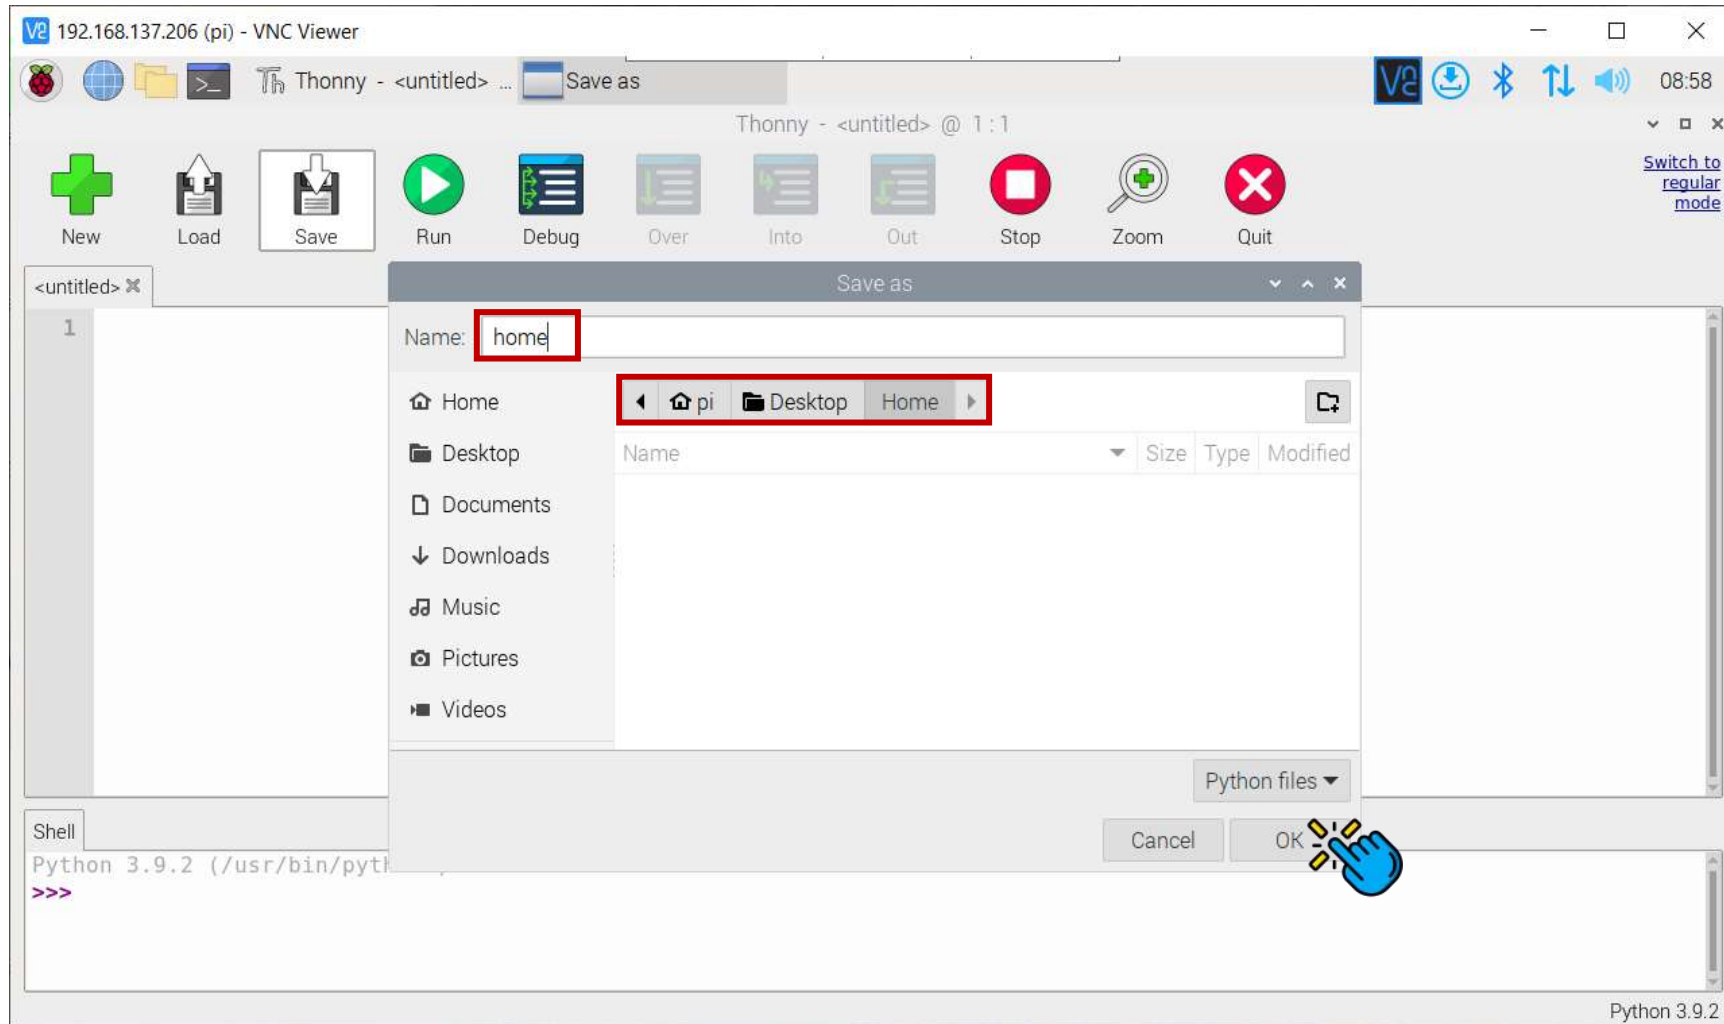 192.168.137.206 (pi) - VNC Viewer
Thonny - <untitled> ... Save as 08:58
Thonny - <untitled> @ 1 : 1
New Load Save Run Debug Over Into Out Stop Zoom Quit
Switch to
regular
mode
<untitled>
Save as
1
Name: home
Home pi Desktop Home
Desktop Name Size Type Modified
Documents
Downloads
Music
Pictures
Videos
Python files
Cancel OK
Shell
Python 3.9.2 (/usr/bin/pyt
>>>
Python 3.9.2